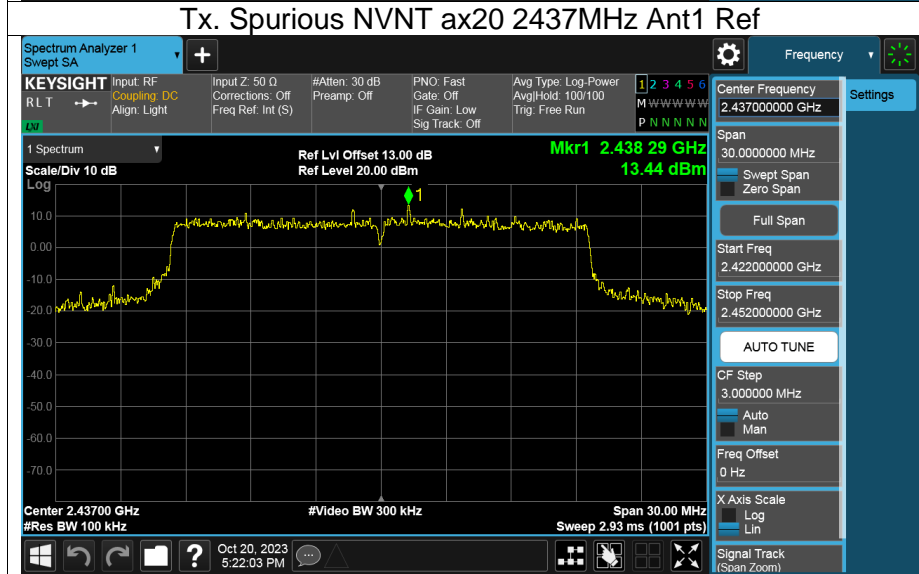 Tx. Spurious NVNT ax20 2437MHz Ant1 Ref
Spectrum Analyzer 1
Swept SA
+
Frequency
KEYSIGHT
RLT
LXI
Input: RF
Coupling: DC
Align: Light
Input Z: 50 Ω
Corrections: Off
Freq Ref: Int (S)
#Atten: 30 dB
Preamp: Off
PNO: Fast
Gate: Off
IF Gain: Low
Sig Track: Off
Avg Type: Log-Power
Avg|Hold: 100/100
Trig: Free Run
1 2 3 4 5 6
M W W W W W
P N N N N N
1 Spectrum
Scale/Div 10 dB
Log
Ref Lvl Offset 13.00 dB
Ref Level 20.00 dBm
Mkr1 2.438 29 GHz
13.44 dBm
1
10.0
0.00
-10.0
-20.0
-30.0
-40.0
-50.0
-60.0
-70.0
Center 2.43700 GHz
#Res BW 100 kHz
#Video BW 300 kHz
Span 30.00 MHz
Sweep 2.93 ms (1001 pts)
?
Oct 20, 2023
5:22:03 PM
Center Frequency
2.437000000 GHz
Settings
Span
30.0000000 MHz
Swept Span
Zero Span
Full Span
Start Freq
2.422000000 GHz
Stop Freq
2.452000000 GHz
AUTO TUNE
CF Step
3.000000 MHz
Auto
Man
Freq Offset
0 Hz
X Axis Scale
Log
Lin
Signal Track
(Span Zoom)